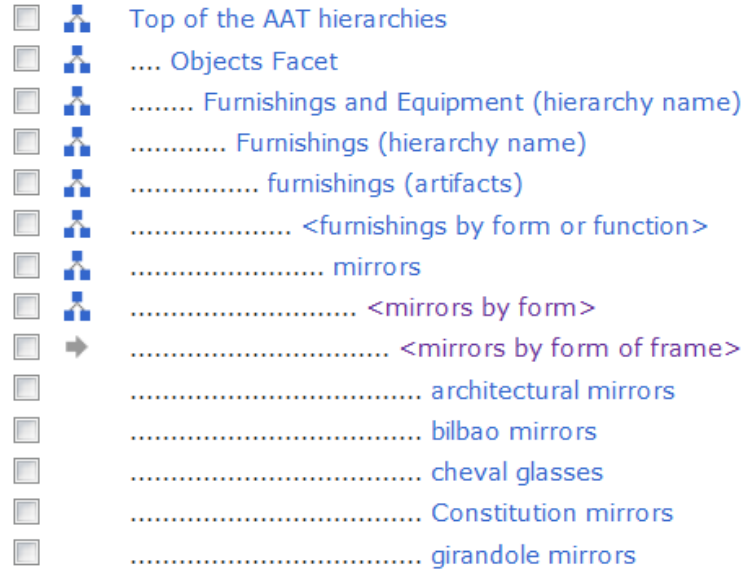 Top of the AAT hierarchies
.... Objects Facet
........ Furnishings and Equipment (hierarchy name)
............ Furnishings (hierarchy name)
................ furnishings (artifacts)
.................... <furnishings by form or function>
........................ mirrors
............................ <mirrors by form>
................................ <mirrors by form of frame>
.................................... architectural mirrors
.................................... bilbao mirrors
.................................... cheval glasses
.................................... Constitution mirrors
.................................... girandole mirrors